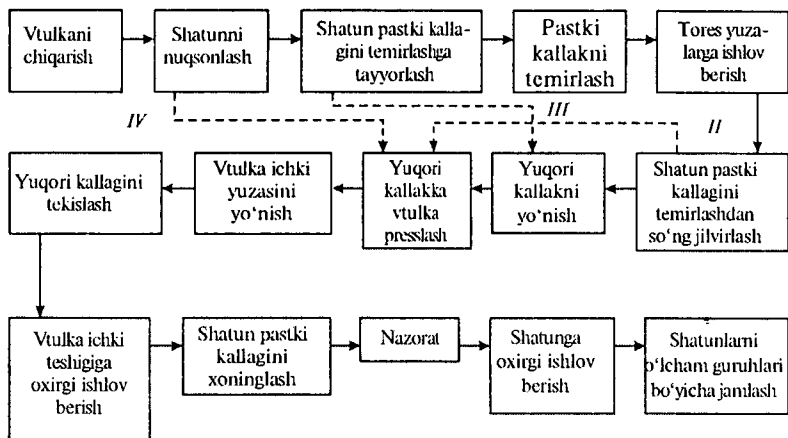 Vtulkani
chiqarish
Shatunni
nuqsonlash
Shatun pastki kalla-
gini temirlashga
tayyorlash
Pastki
kallakni
temirlash
Tores yuza-
larga ishlov
berish
IV
III
II
Yuqori kallagini
tekislash
Vtulka ichki
yuzasini
yo‘nish
Yuqori
kallakka
vtulka
presslash
Yuqori
kallakni
yo‘nish
Shatun pastki
kallagini
temirlashdan
so‘ng jilvirlash
Vtulka ichki
teshigiga
oxirgi ishlov
berish
Shatun pastki
kallagini
xoninglash
Nazorat
Shatunga
oxirgi ishlov
berish
Shatunlarni
o‘lcham guruhlari
bo‘yicha jamlash